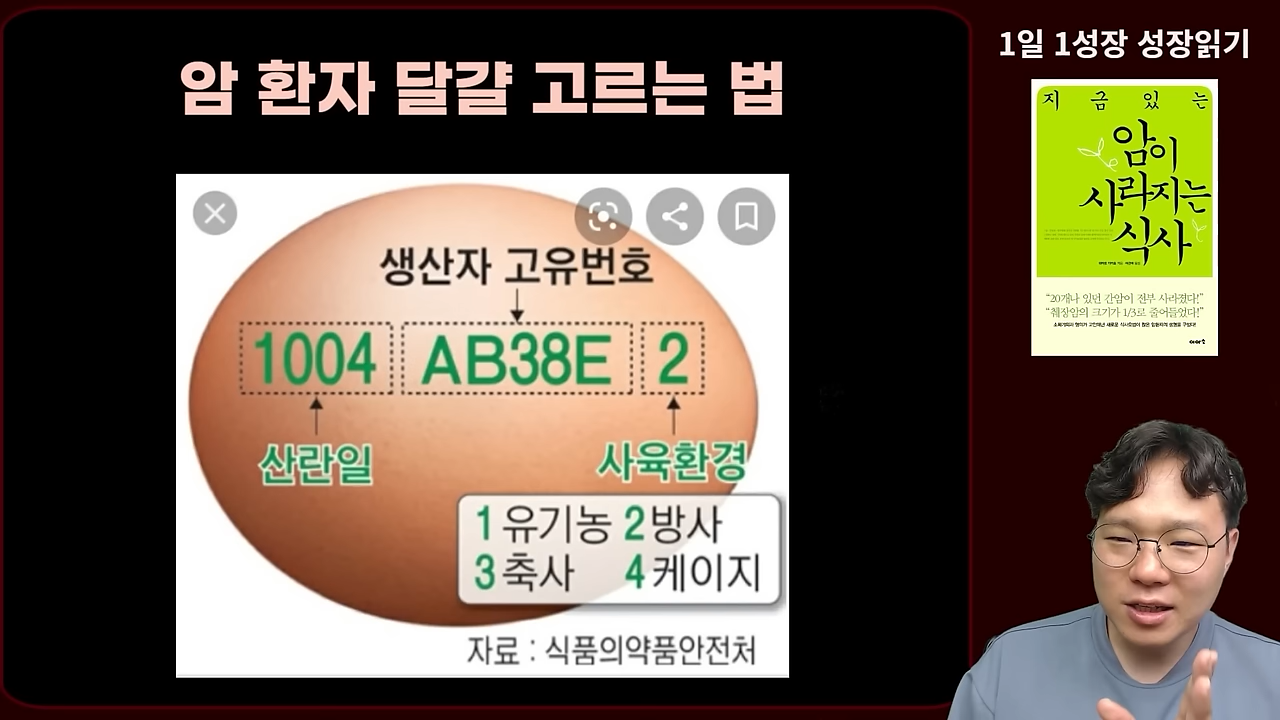 암 환자 달걀 고르는 법
생산자 고유번호
1004 AB38E 2
산란일
사육환경
1 유기농 2 방사
3 축사 4 케이지
자료 : 식품의약품안전처
1일 1성장 성장읽기
지금있는
암이
사라지는
식사
“20개나 있던 간암이 전부 사라졌다!”
“췌장암의 크기가 1/3로 줄어들었다!”